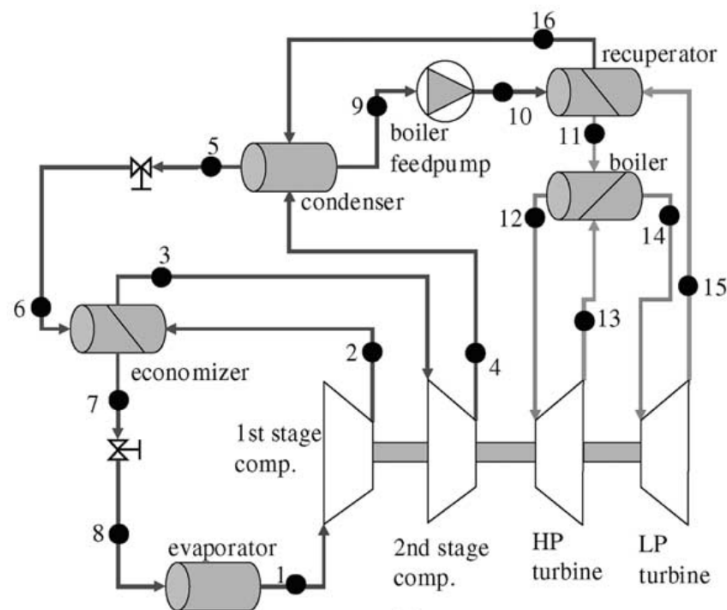 16
recuperator
9
10
boiler
feedpump
11
boiler
5
condenser
12
14
3
6
economizer
2
4
13
15
7
1st stage
comp.
8
evaporator
1
2nd stage
comp.
HP
turbine
LP
turbine